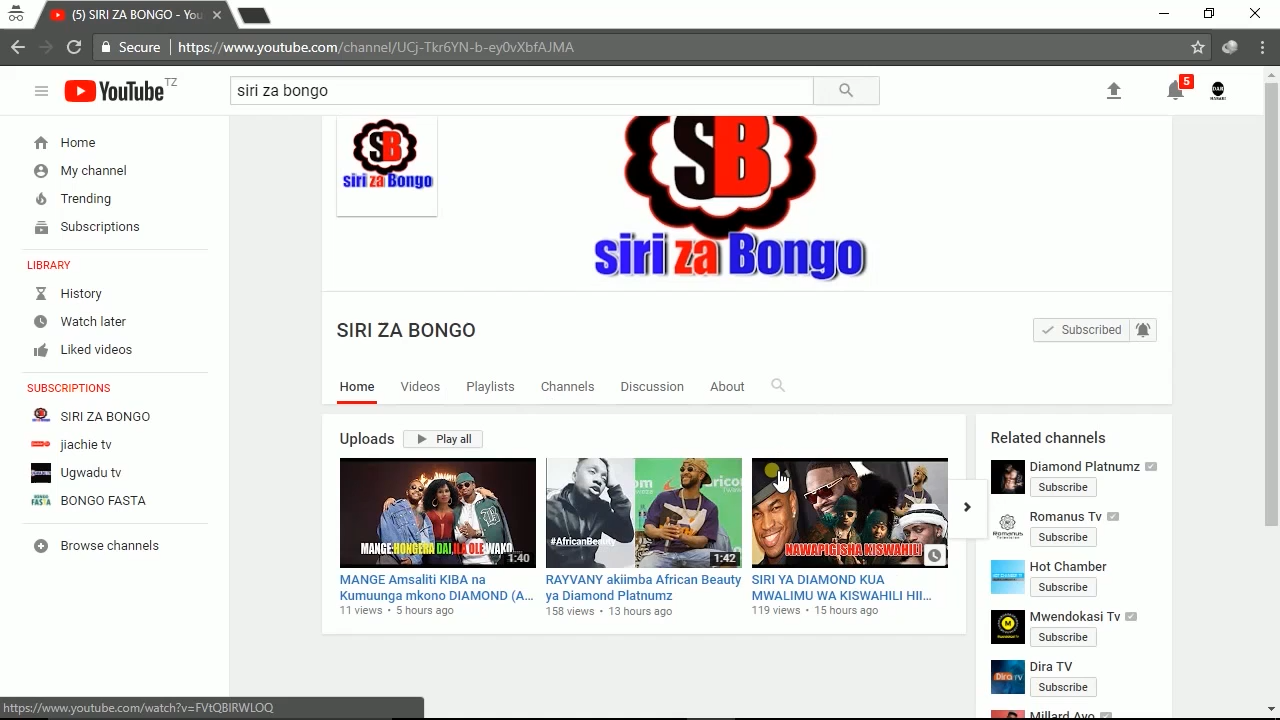 (5) SIRI ZA BONGO - You
Secure
https://www.youtube.com/channel/UCj-Tkr6YN-b-ey0vXbfAJMA
YouTube TZ
siri za bongo
5
Home
My channel
Trending
Subscriptions
LIBRARY
History
Watch later
Liked videos
SUBSCRIPTIONS
SIRI ZA BONGO
jiachie tv
Ugwadu tv
BONGO FASTA
Browse channels
SB
siri za Bongo
SB
siri za Bongo
SIRI ZA BONGO
Subscribed
Home Videos Playlists Channels Discussion About
Uploads
Play all
MANGE,HONGERA DAI,ILA OLE WAKO...
1:40
MANGE Amsaliti KIBA na
Kumuunga mkono DIAMOND (A...
11 views • 5 hours ago
#AfricanBeauty
1:42
RAYVANY akiimba African Beauty
ya Diamond Platnumz
158 views • 13 hours ago
NAWAPIGISHA KISWAHILI
SIRI YA DIAMOND KUA
MWALIMU WA KISWAHILI HII...
119 views • 15 hours ago
Related channels
Diamond Platnumz
Subscribe
Romanus Tv
Subscribe
Hot Chamber
Subscribe
Mwendokasi Tv
Subscribe
Dira TV
Subscribe
Millard Ayo
https://www.youtube.com/watch?v=FVtQBIRWLOQ